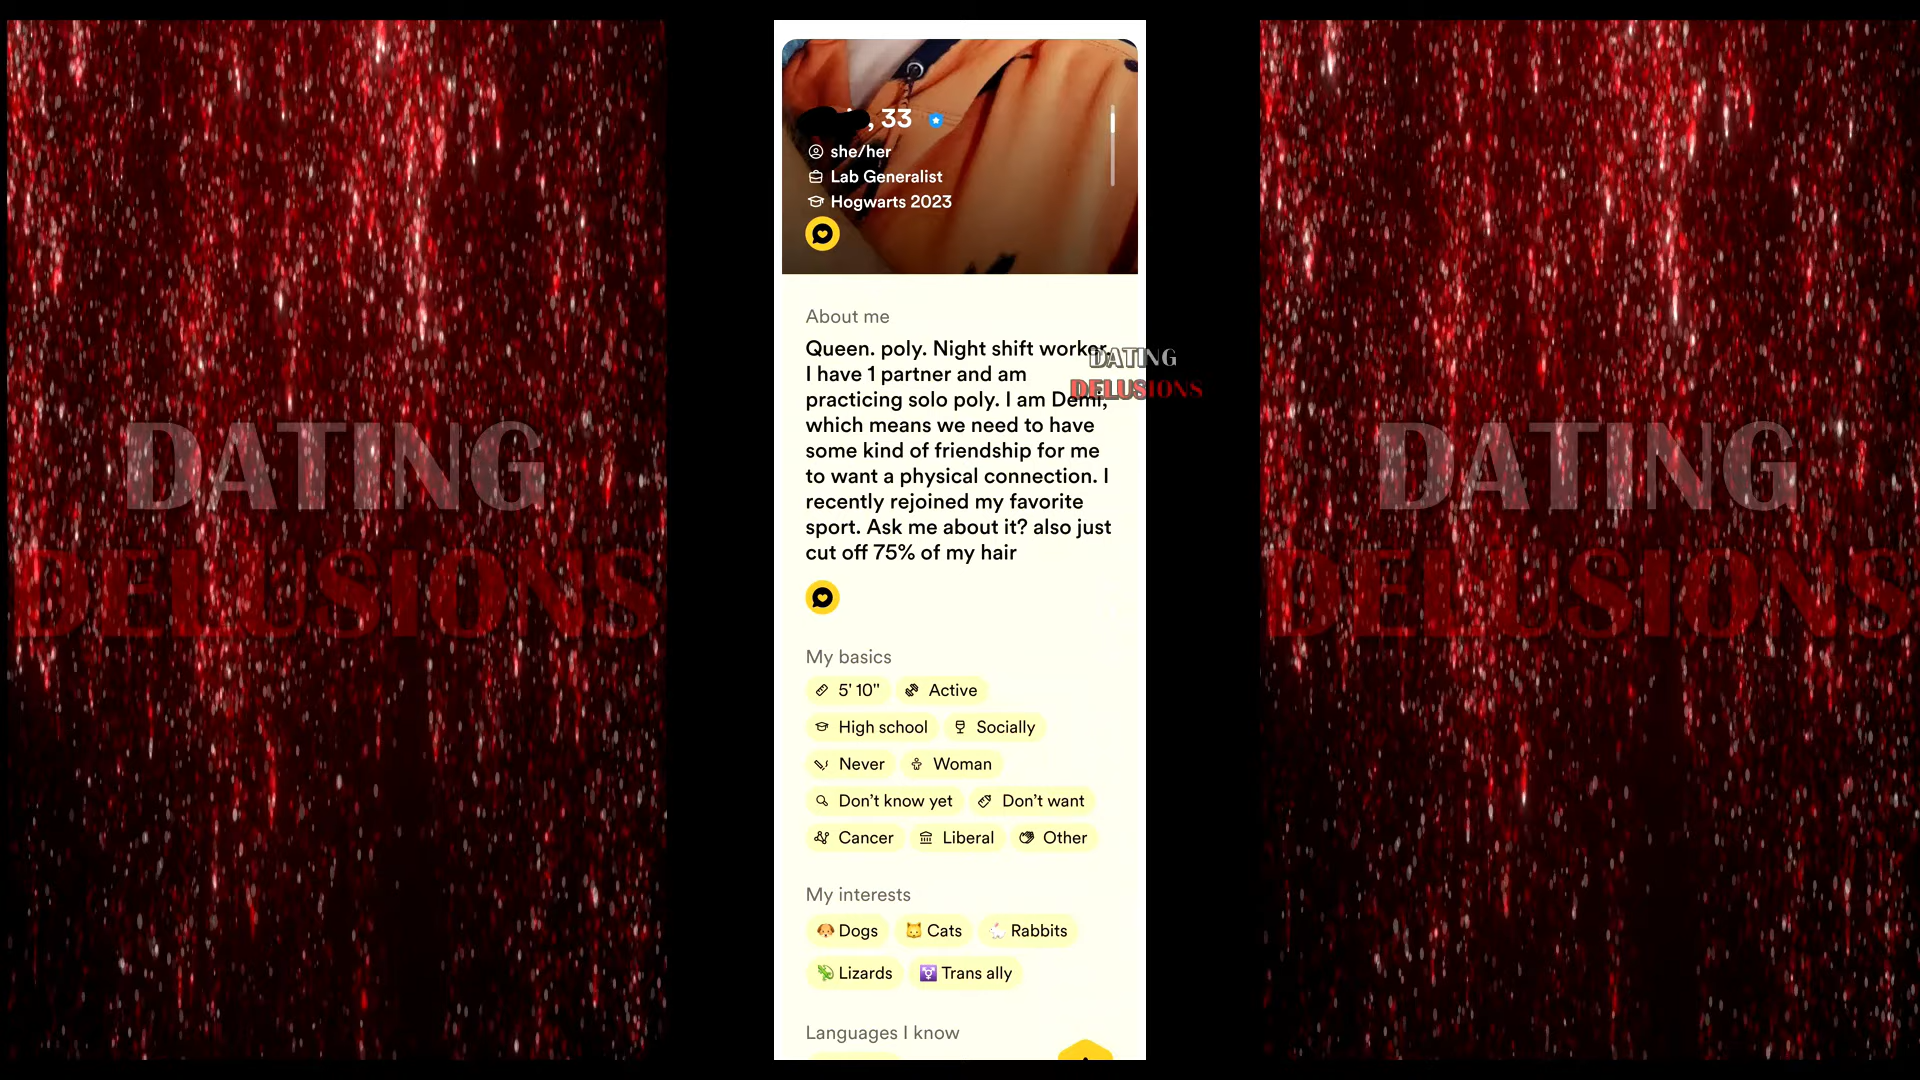 , 33
she/her
Lab Generalist
Hogwarts 2023
About me
Queen. poly. Night shift worker.
I have 1 partner and am
practicing solo poly. I am Demi,
which means we need to have
some kind of friendship for me
to want a physical connection. I
recently rejoined my favorite
sport. Ask me about it? also just
cut off 75% of my hair
My basics
5' 10" Active
High school Socially
Never Woman
Don't know yet Don't want
Cancer Liberal Other
My interests
Dogs Cats Rabbits
Lizards Trans ally
Languages I know
DATING
DELUSIONS
DATING
DELUSIONS
DATING
DELUSIONS